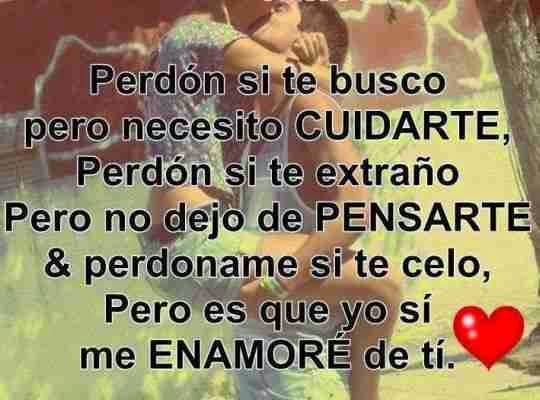 Perdón si te busco
pero necesito CUIDARTE,
Perdón si te extraño
Pero no dejo de PENSARTE
& perdoname si te celo,
Pero es que yo sí
me ENAMORÉ de tí.